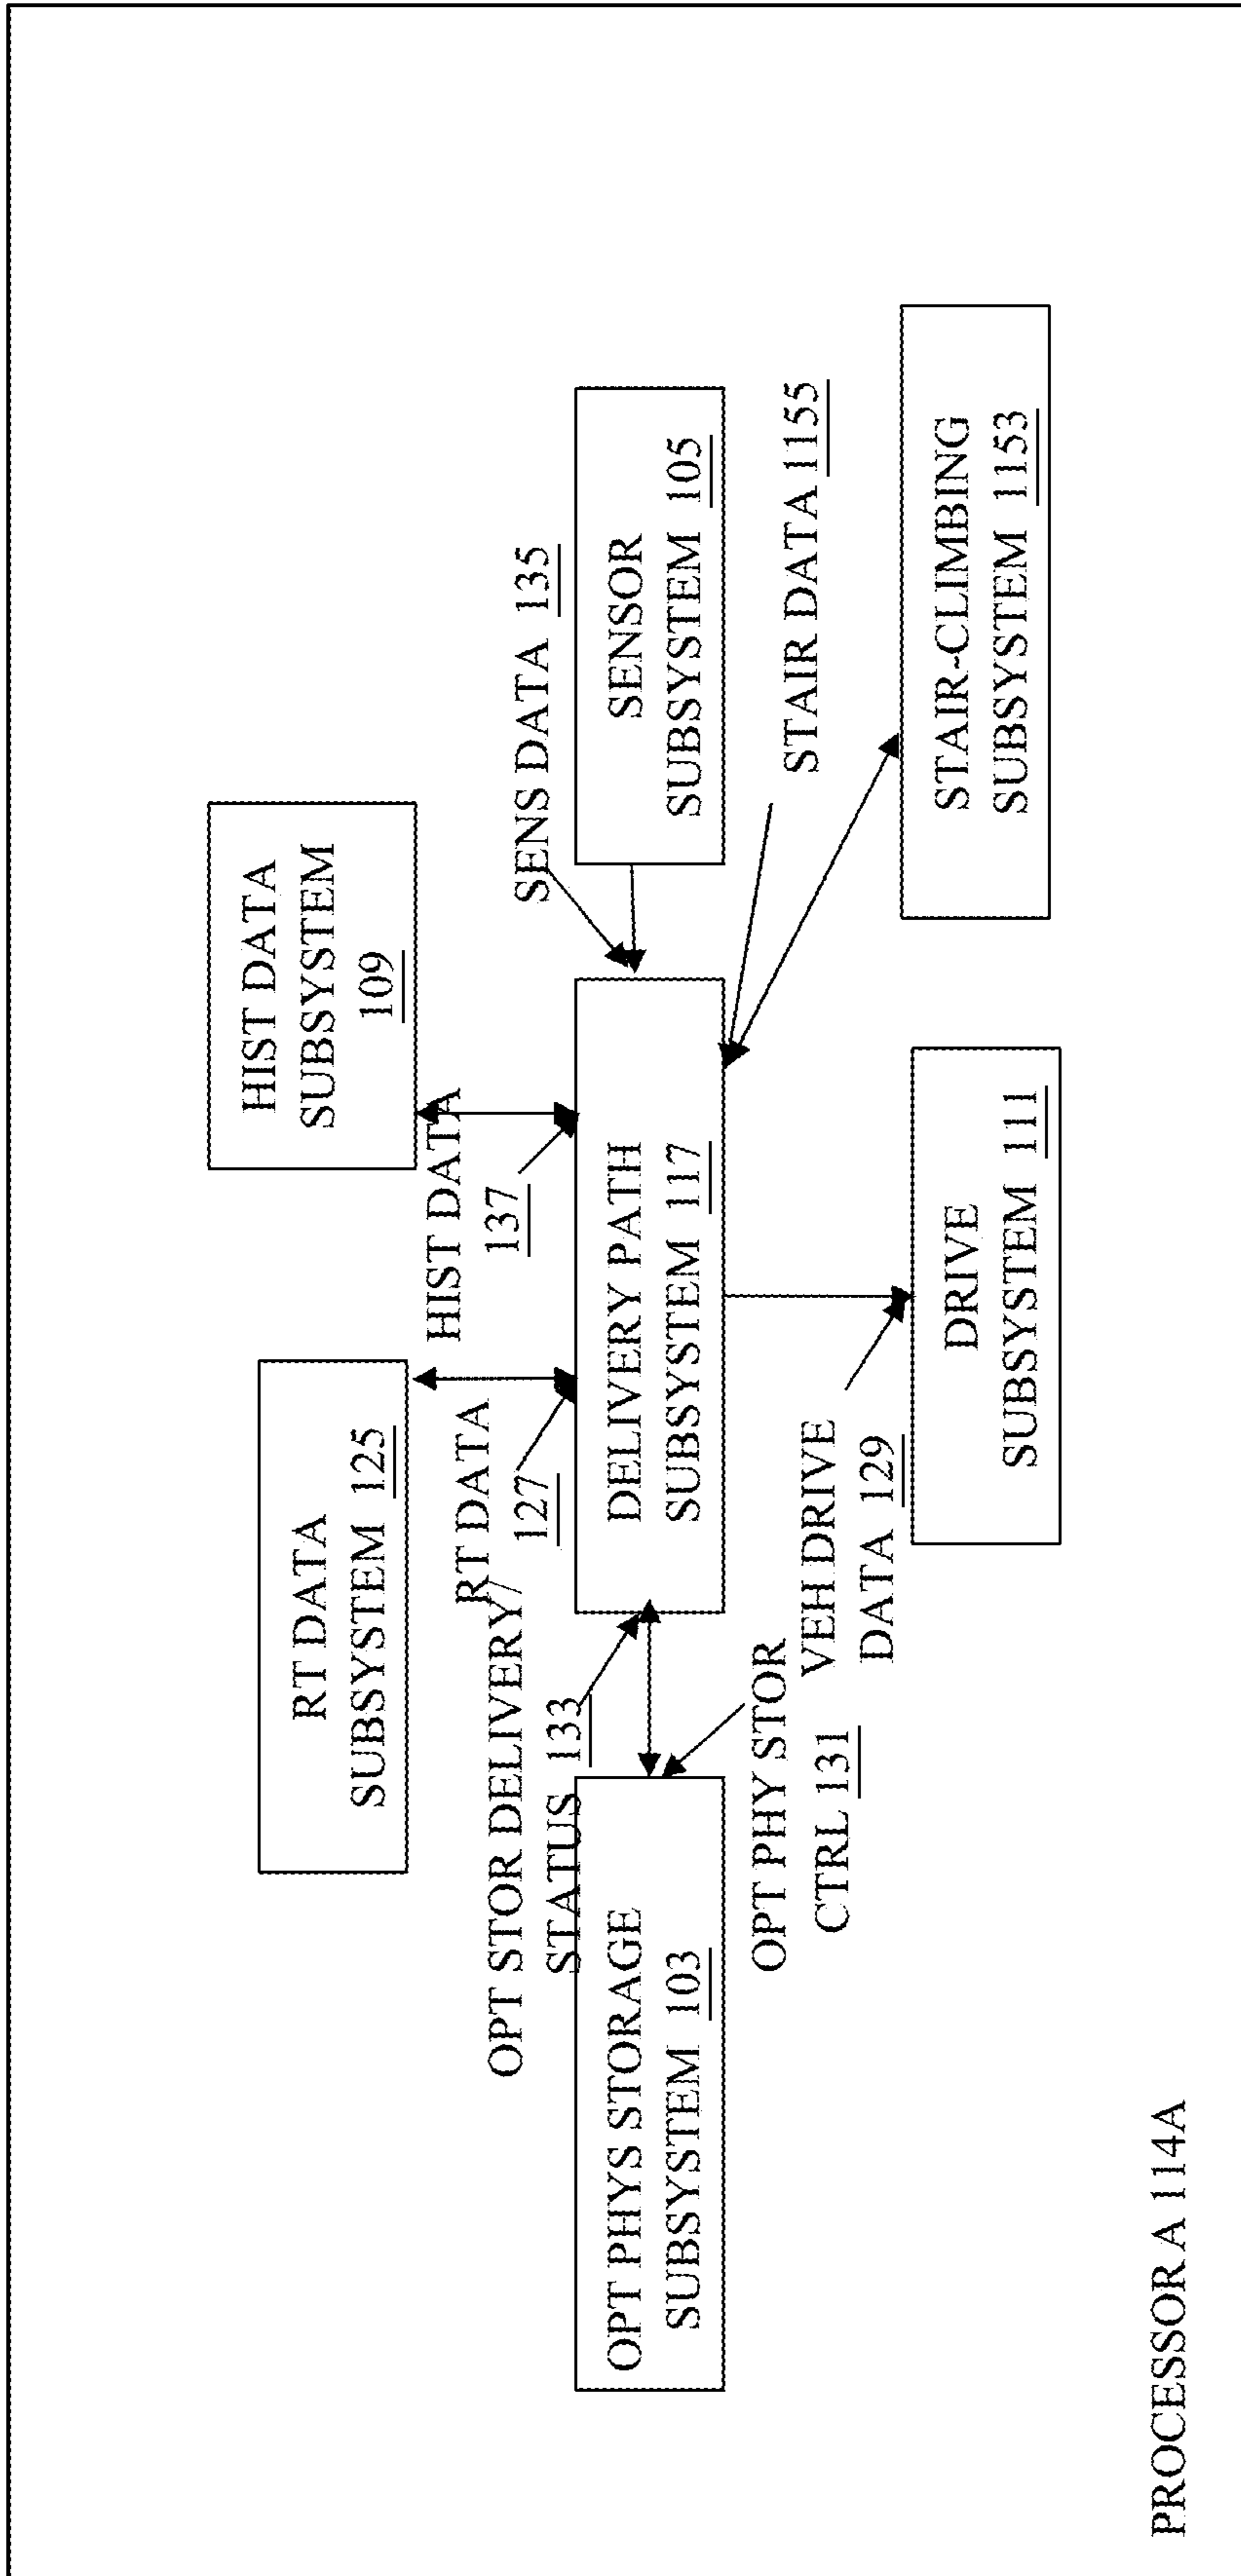 RT DATA
SUBSYSTEM 125
HIST DATA
SUBSYSTEM
109
HIST DATA
137
RT DATA
127
OPT STOR DELIVERY/
STATUS 133
SENS DATA 135
OPT PHYS STORAGE
SUBSYSTEM 103
DELIVERY PATH
SUBSYSTEM 117
SENSOR
SUBSYSTEM 105
OPT PHY STOR
CTRL 131
VEH DRIVE
DATA 129
STAIR DATA 1155
DRIVE
SUBSYSTEM 111
STAIR-CLIMBING
SUBSYSTEM 1153
PROCESSOR A 114A